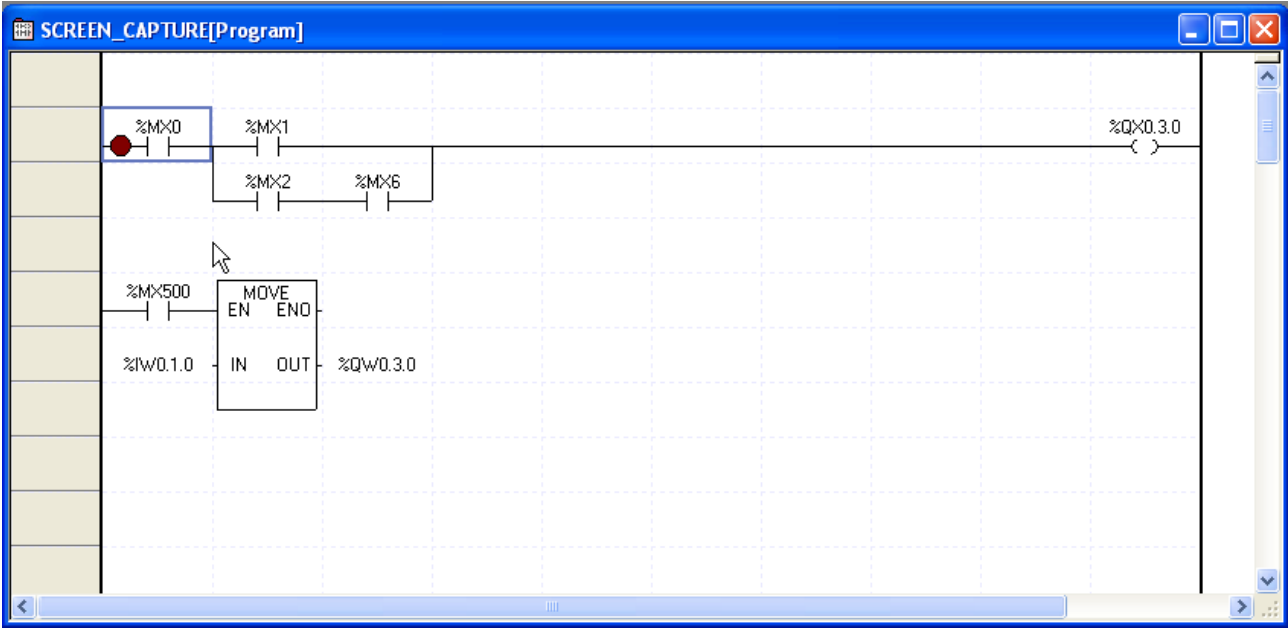 SCREEN_CAPTURE[Program]
%MX0 %MX1 %QX0.3.0
%MX2 %MX6
%MX500 MOVE
EN ENO
%IW0.1.0 IN OUT %QW0.3.0